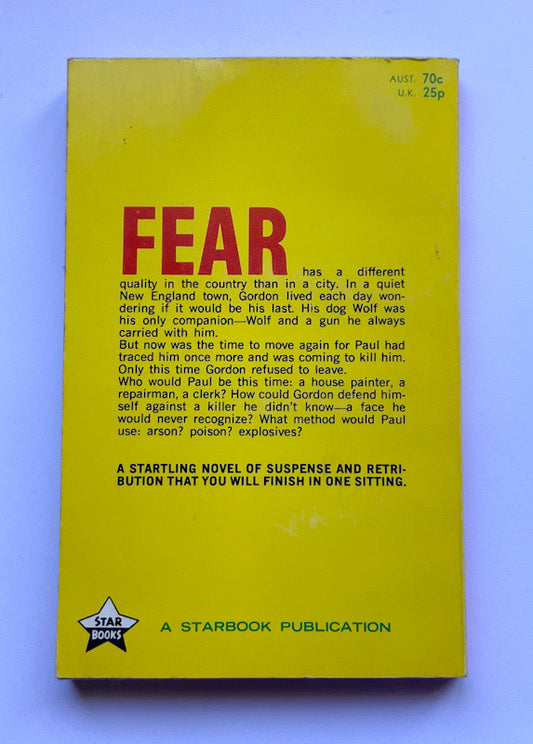 AUST. 70c
U.K. 25p
FEAR has a different
quality in the country than in a city. In a quiet
New England town, Gordon lived each day won-
dering if it would be his last. His dog Wolf was
his only companion—Wolf and a gun he always
carried with him.
But now was the time to move again for Paul had
traced him once more and was coming to kill him.
Only this time Gordon refused to leave.
Who would Paul be this time: a house painter, a
repairman, a clerk? How could Gordon defend him-
self against a killer he didn't know—a face he
would never recognize? What method would Paul
use: arson? poison? explosives?
A STARTLING NOVEL OF SUSPENSE AND RETRI-
BUTION THAT YOU WILL FINISH IN ONE SITTING.
STAR
BOOKS
A STARBOOK PUBLICATION